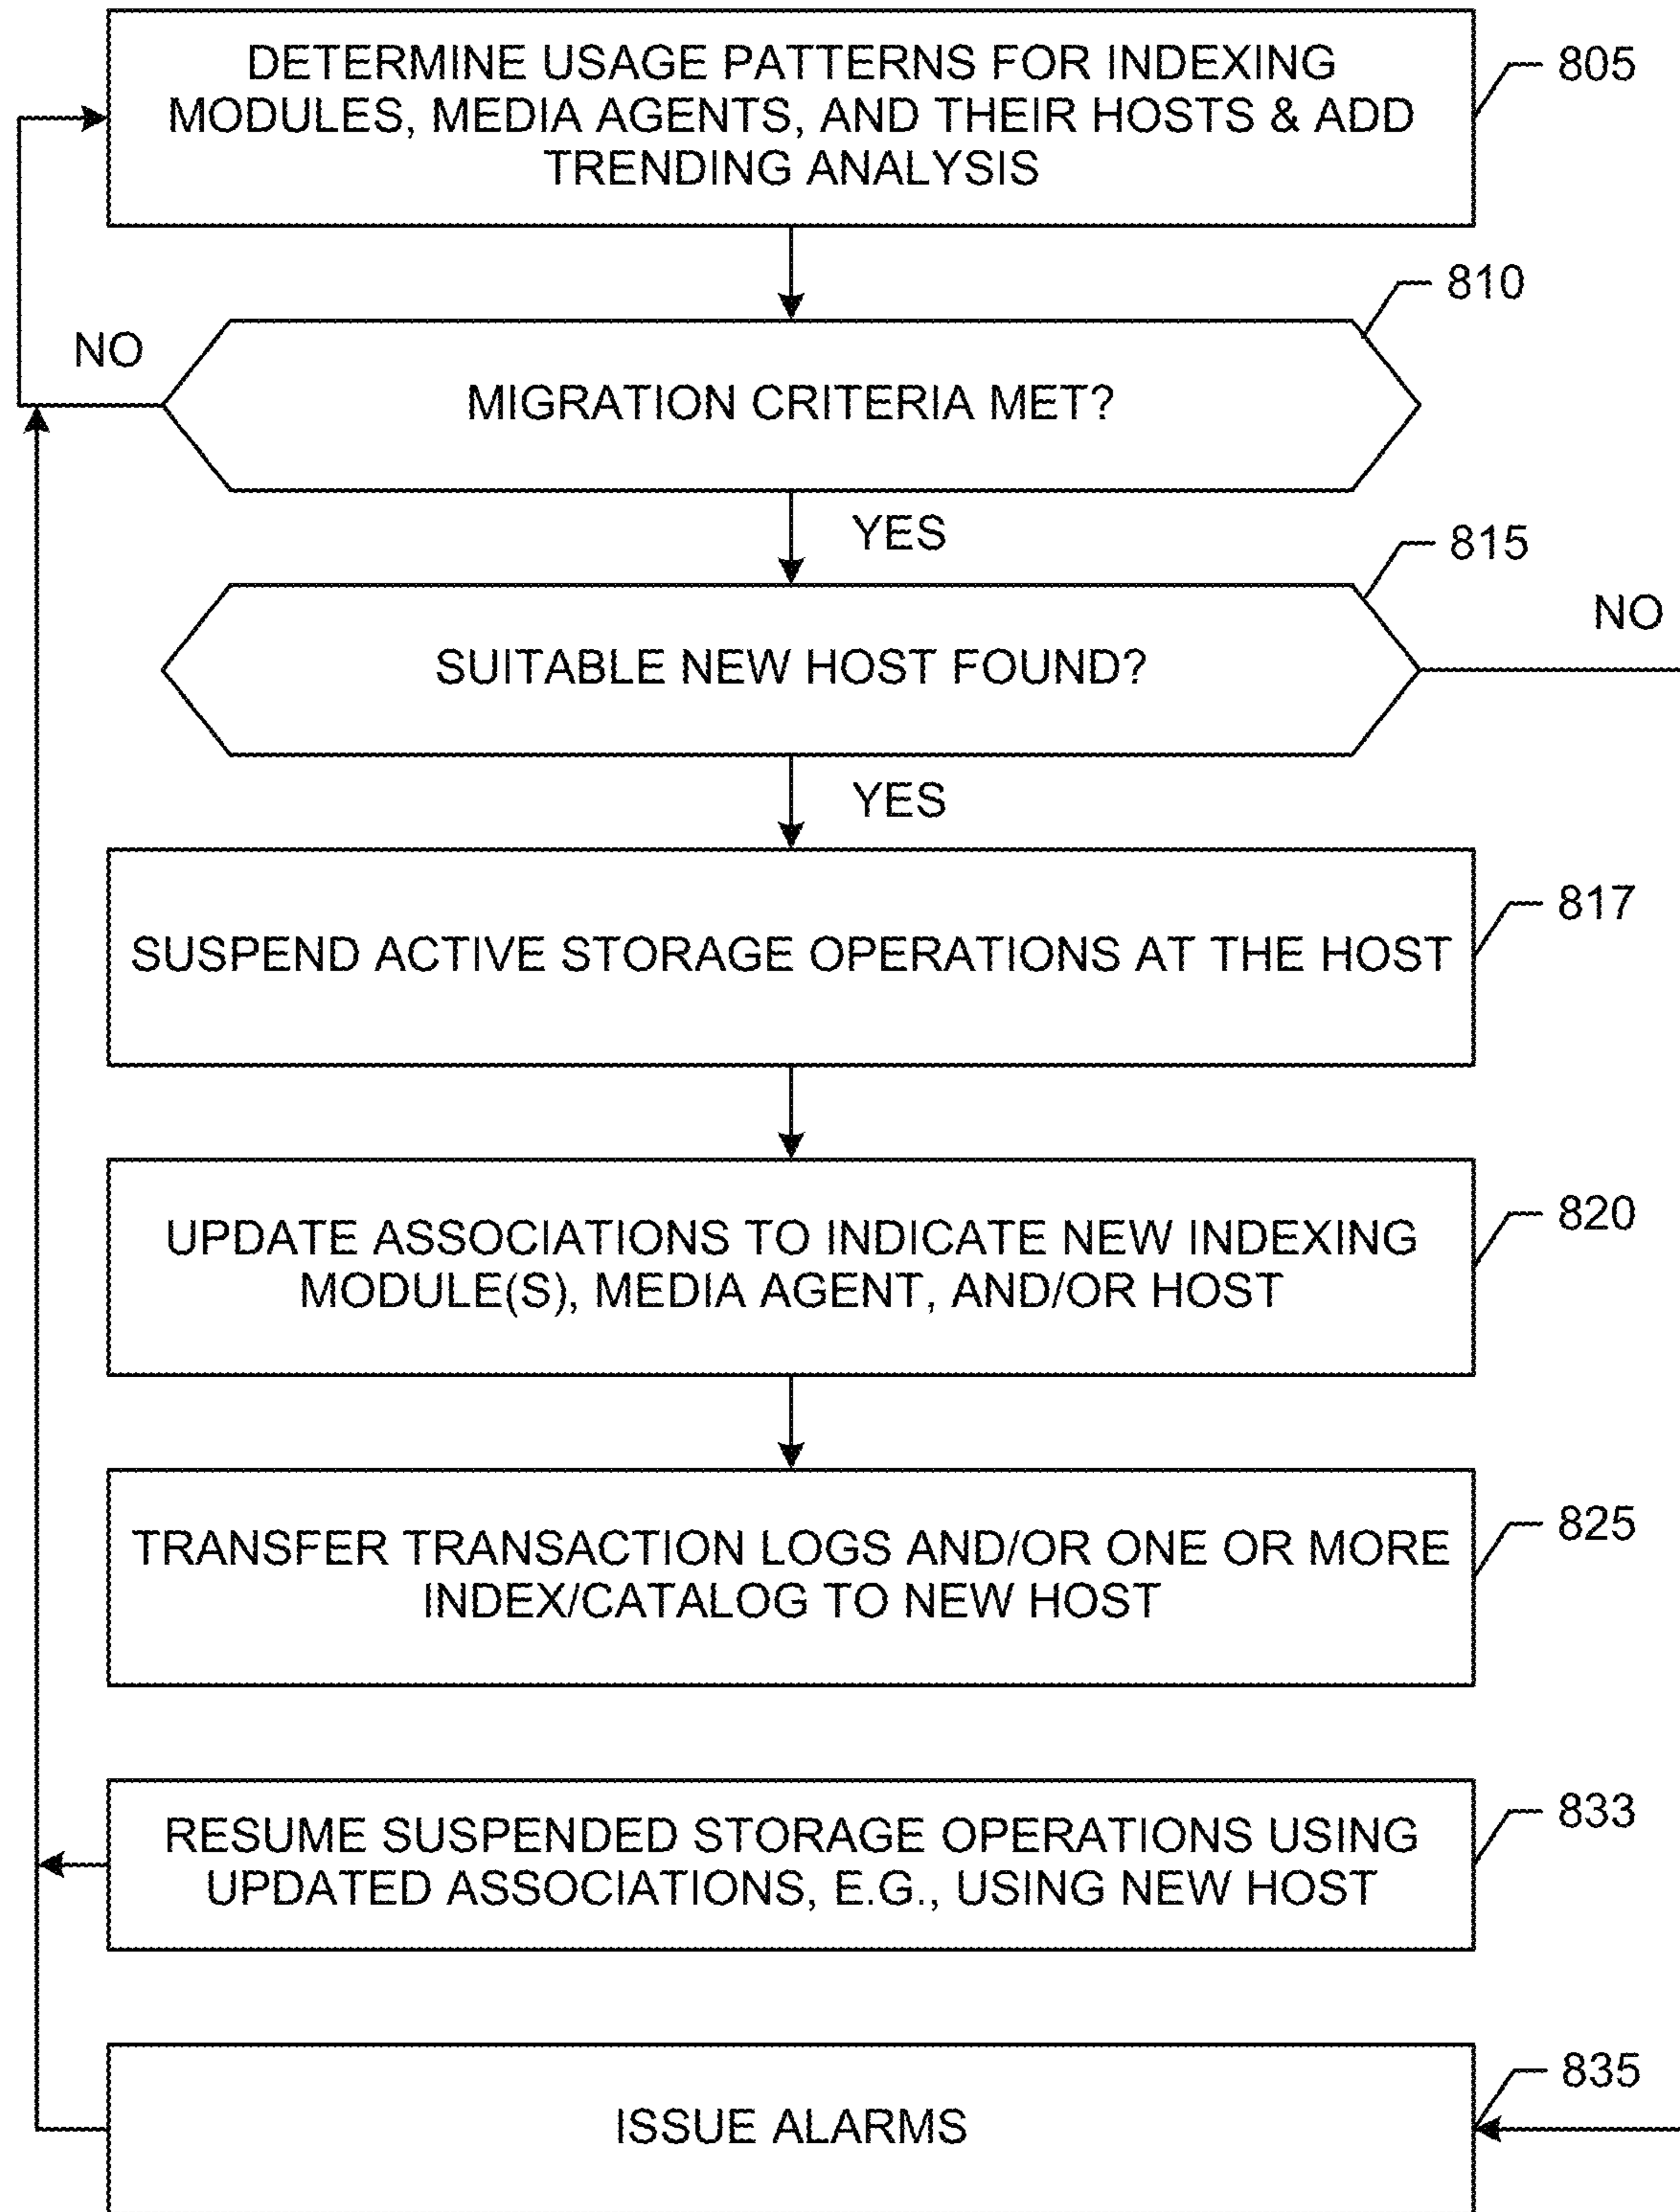 DETERMINE USAGE PATTERNS FOR INDEXING
MODULES, MEDIA AGENTS, AND THEIR HOSTS & ADD
TRENDING ANALYSIS
805
810
NO
MIGRATION CRITERIA MET?
YES
815
NO
SUITABLE NEW HOST FOUND?
YES
817
SUSPEND ACTIVE STORAGE OPERATIONS AT THE HOST
820
UPDATE ASSOCIATIONS TO INDICATE NEW INDEXING
MODULE(S), MEDIA AGENT, AND/OR HOST
825
TRANSFER TRANSACTION LOGS AND/OR ONE OR MORE
INDEX/CATALOG TO NEW HOST
833
RESUME SUSPENDED STORAGE OPERATIONS USING
UPDATED ASSOCIATIONS, E.G., USING NEW HOST
835
ISSUE ALARMS